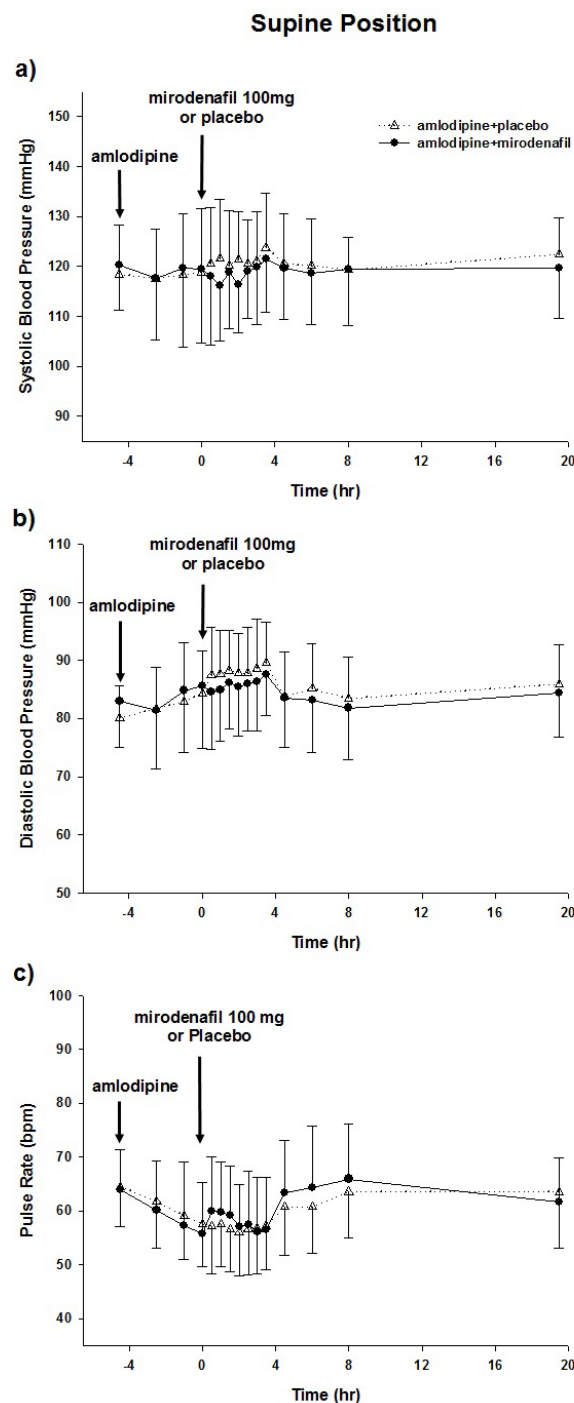 Supine Position
a)
mirodenafil 100mg
or placebo
amlodipine
amlodipine+placebo
amlodipine+mirodenafil
Systolic Blood Pressure (mmHg)
150
140
130
120
110
100
90
-4 0 4 8 12 16 20
Time (hr)
b)
mirodenafil 100mg
or placebo
amlodipine
Diastolic Blood Pressure (mmHg)
110
100
90
80
70
60
50
-4 0 4 8 12 16 20
Time (hr)
c)
mirodenafil 100 mg
or Placebo
amlodipine
Pulse Rate (bpm)
100
90
80
70
60
50
40
-4 0 4 8 12 16 20
Time (hr)